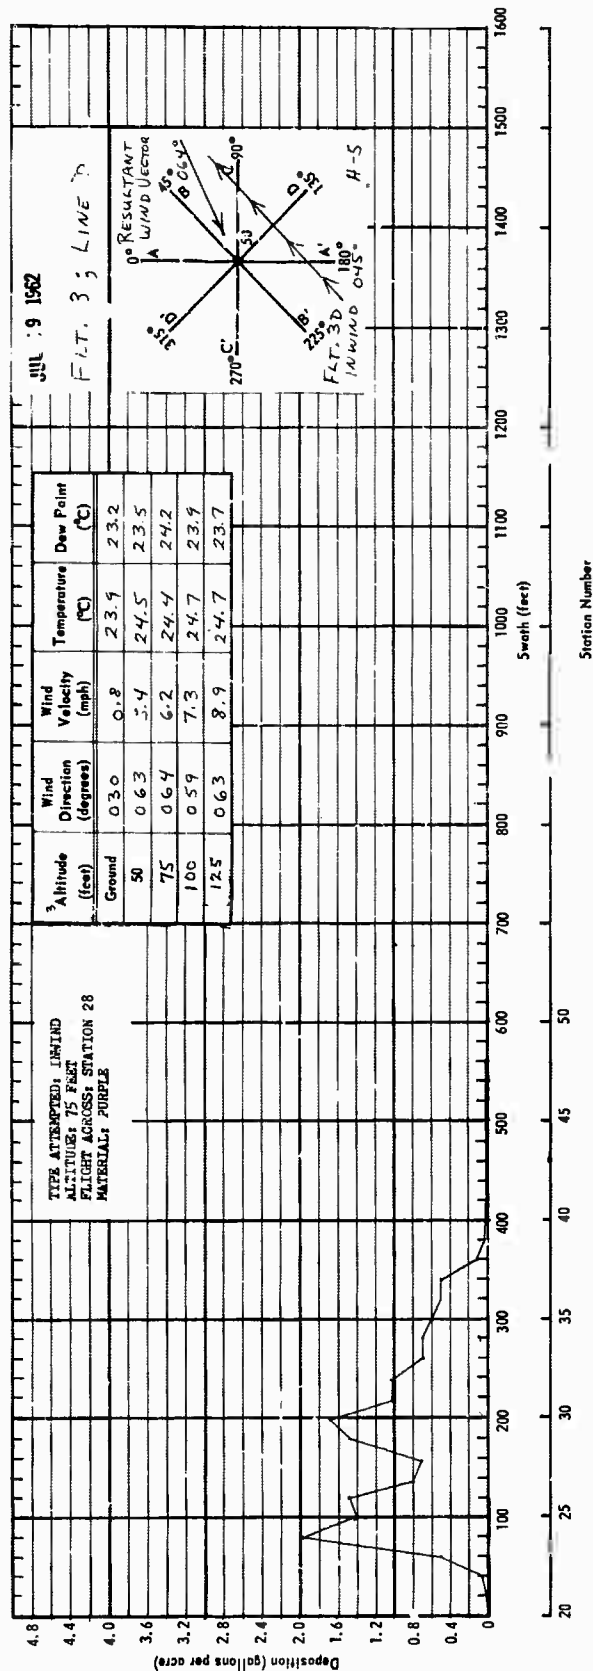 TYPE ATTEMPTED: INWIND
ALTITUDE: 75 FEET
FLIGHT ACROSS: STATION 28
MATERIAL: PURPLE
3 Altitude (feet) Wind Direction (degrees) Wind Velocity (mph) Temperature (°C) Dew Point (°C)
Ground 030 0.8 23.9 23.2
50 063 .4 24.5 23.5
75 064 6.2 24.4 24.2
100 059 7.3 24.7 23.9
125 063 8.9 24.7 23.7
1962
FLT. 3; LINE D
0° RESULTANT
WIND VECTOR
A
45°
B
064°
315°
D'
270° C'
50
C
90°
D
135°
A'
180°
B'
225°
FLT. 3D
INWIND 045°
H-5
Deposition (gallons per acre)
4.8
4.4
4.0
3.6
3.2
2.8
2.4
2.0
1.6
1.2
0.8
0.4
0
100 200 300 400 500 600 700 800 900 1000 1100 1200 1300 1400 1500 1600
Swath (feet)
20 25 30 35 40 45 50
Station Number